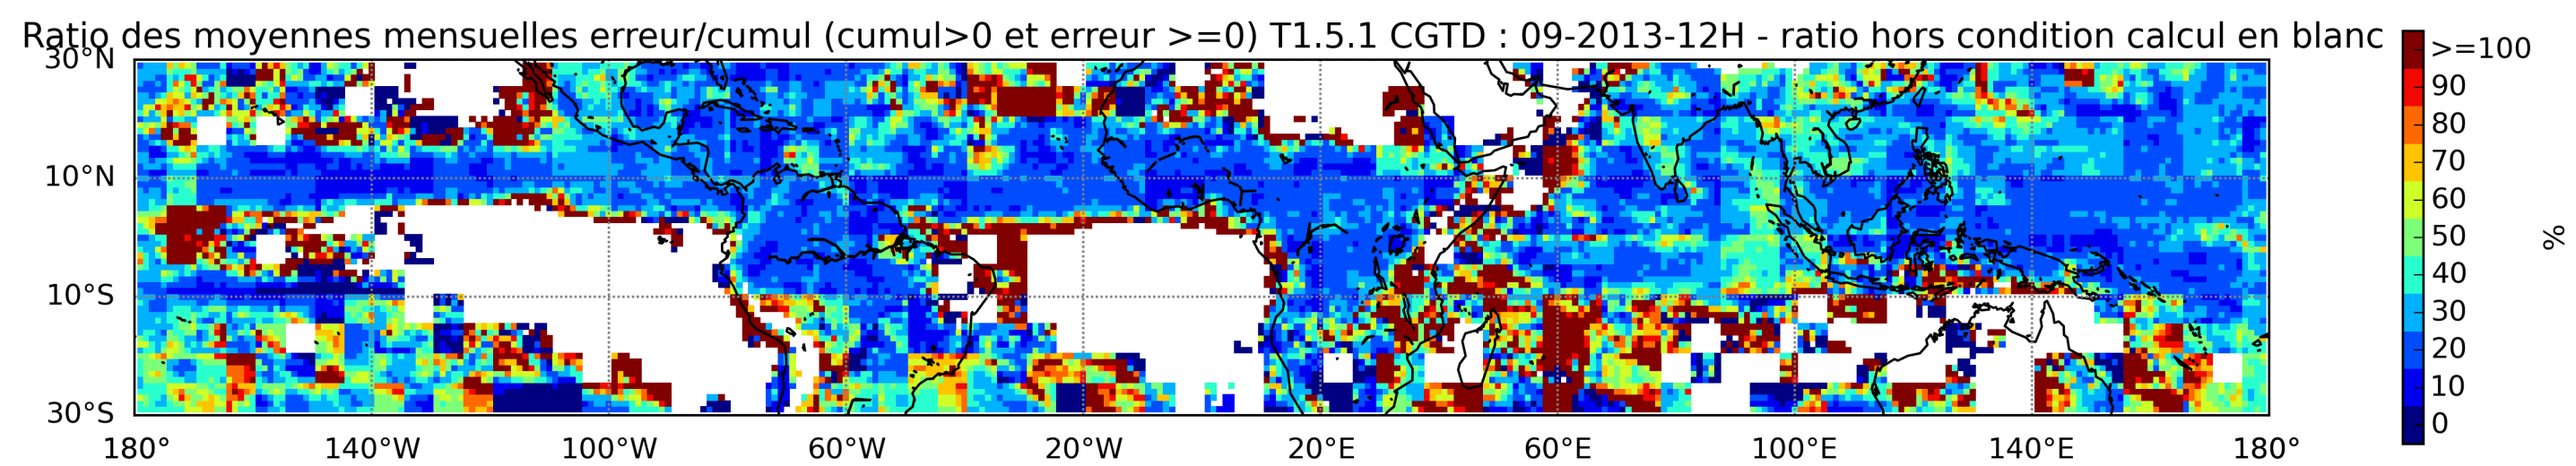 Ratio des moyennes mensuelles erreur/cumul (cumul>0 et erreur >=0) T1.5.1 CGTD : 09-2013-12H - ratio hors condition calcul en blanc
30°N
10°N
10°S
30°S
180°
140°W
100°W
60°W
20°W
20°E
60°E
100°E
140°E
180°
>=100
90
80
70
60
50
40
30
20
10
0
%